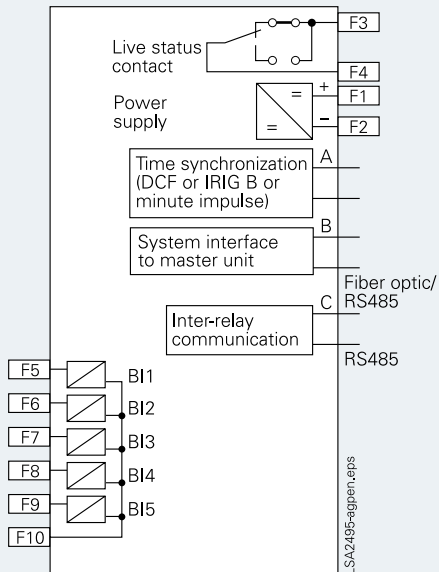 F3
Live status
contact
F4
Power
supply
= + F1
= − F2
Time synchronization
(DCF or IRIG B or
minute impulse)
A
System interface
to master unit
B
Fiber optic/
RS485
Inter-relay
communication
C
RS485
F5 BI1
F6 BI2
F7 BI3
F8 BI4
F9 BI5
F10
LSA2495-agpen.eps